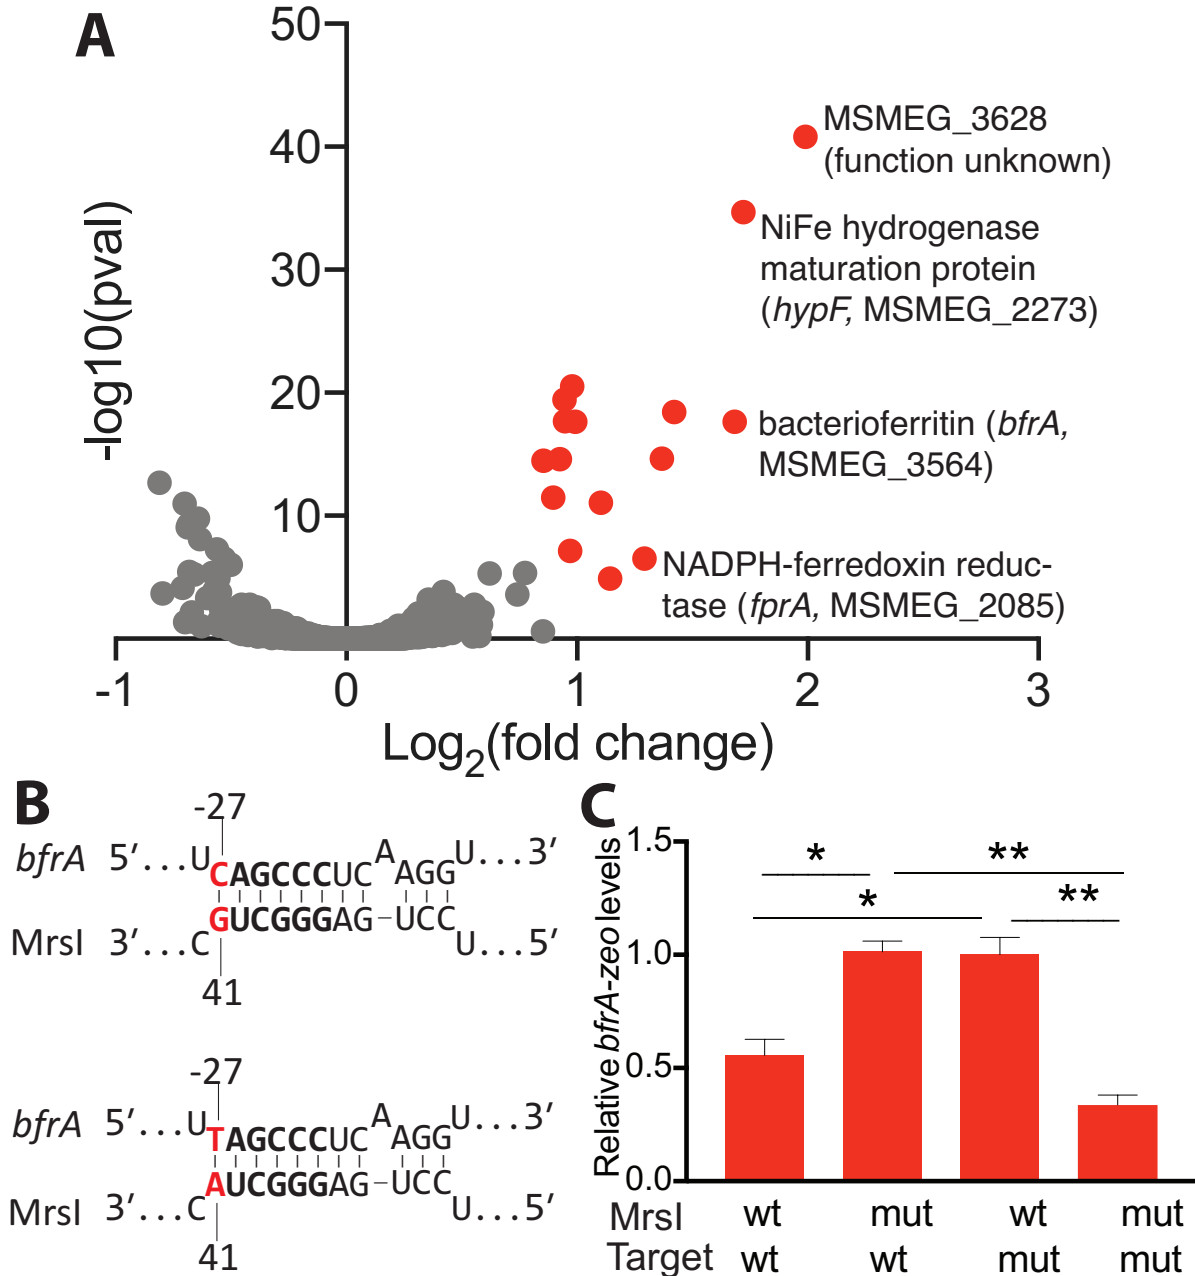 A
50
40
30
20
10
-log10(pval)
MSMEG_3628
(function unknown)
NiFe hydrogenase
maturation protein
(hypF, MSMEG_2273)
bacterioferritin (bfrA,
MSMEG_3564)
NADPH-ferredoxin reduc-
tase (fprA, MSMEG_2085)
-1 0 1 2 3
Log2(fold change)
B
-27
bfrA 5′...UCAGCCCUCAAGGU...3′
MrsI 3′...CGUCGGGAG-UCCU...5′
41
-27
bfrA 5′...UTAGCCCUCAAGGU...3′
MrsI 3′...CAUCGGGAG-UCCU...5′
41
C
Relative bfrA-zeo levels
1.5
1.0
0.5
0.0
* **
* **
MrsI wt mut wt mut
Target wt wt mut mut